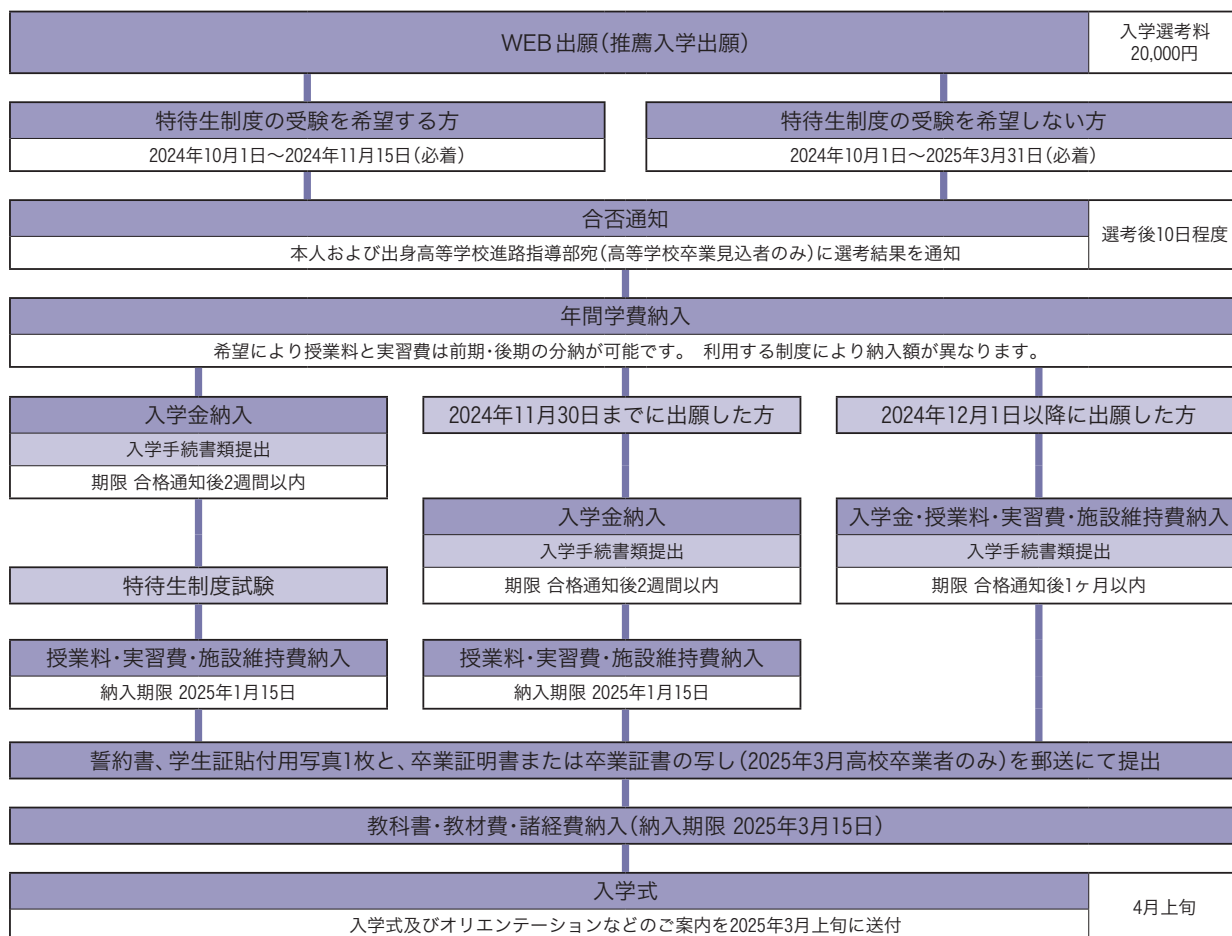 WEB出願(推薦入学出願)
入学選考料
20,000円
特待生制度の受験を希望する方
2024年10月1日～2024年11月15日(必着)
特待生制度の受験を希望しない方
2024年10月1日～2025年3月31日(必着)
合否通知
本人および出身高等学校進路指導部宛(高等学校卒業見込者のみ)に選考結果を通知
選考後10日程度
年間学費納入
希望により授業料と実習費は前期・後期の分納が可能です。 利用する制度により納入額が異なります。
入学金納入
入学手続書類提出
期限 合格通知後2週間以内
特待生制度試験
授業料・実習費・施設維持費納入
納入期限 2025年1月15日
2024年11月30日までに出願した方
入学金納入
入学手続書類提出
期限 合格通知後2週間以内
授業料・実習費・施設維持費納入
納入期限 2025年1月15日
2024年12月1日以降に出願した方
入学金・授業料・実習費・施設維持費納入
入学手続書類提出
期限 合格通知後1ヶ月以内
誓約書、学生証貼付用写真1枚と、卒業証明書または卒業証書の写し(2025年3月高校卒業者のみ)を郵送にて提出
教科書・教材費・諸経費納入(納入期限 2025年3月15日)
入学式
入学式及びオリエンテーションなどのご案内を2025年3月上旬に送付
4月上旬